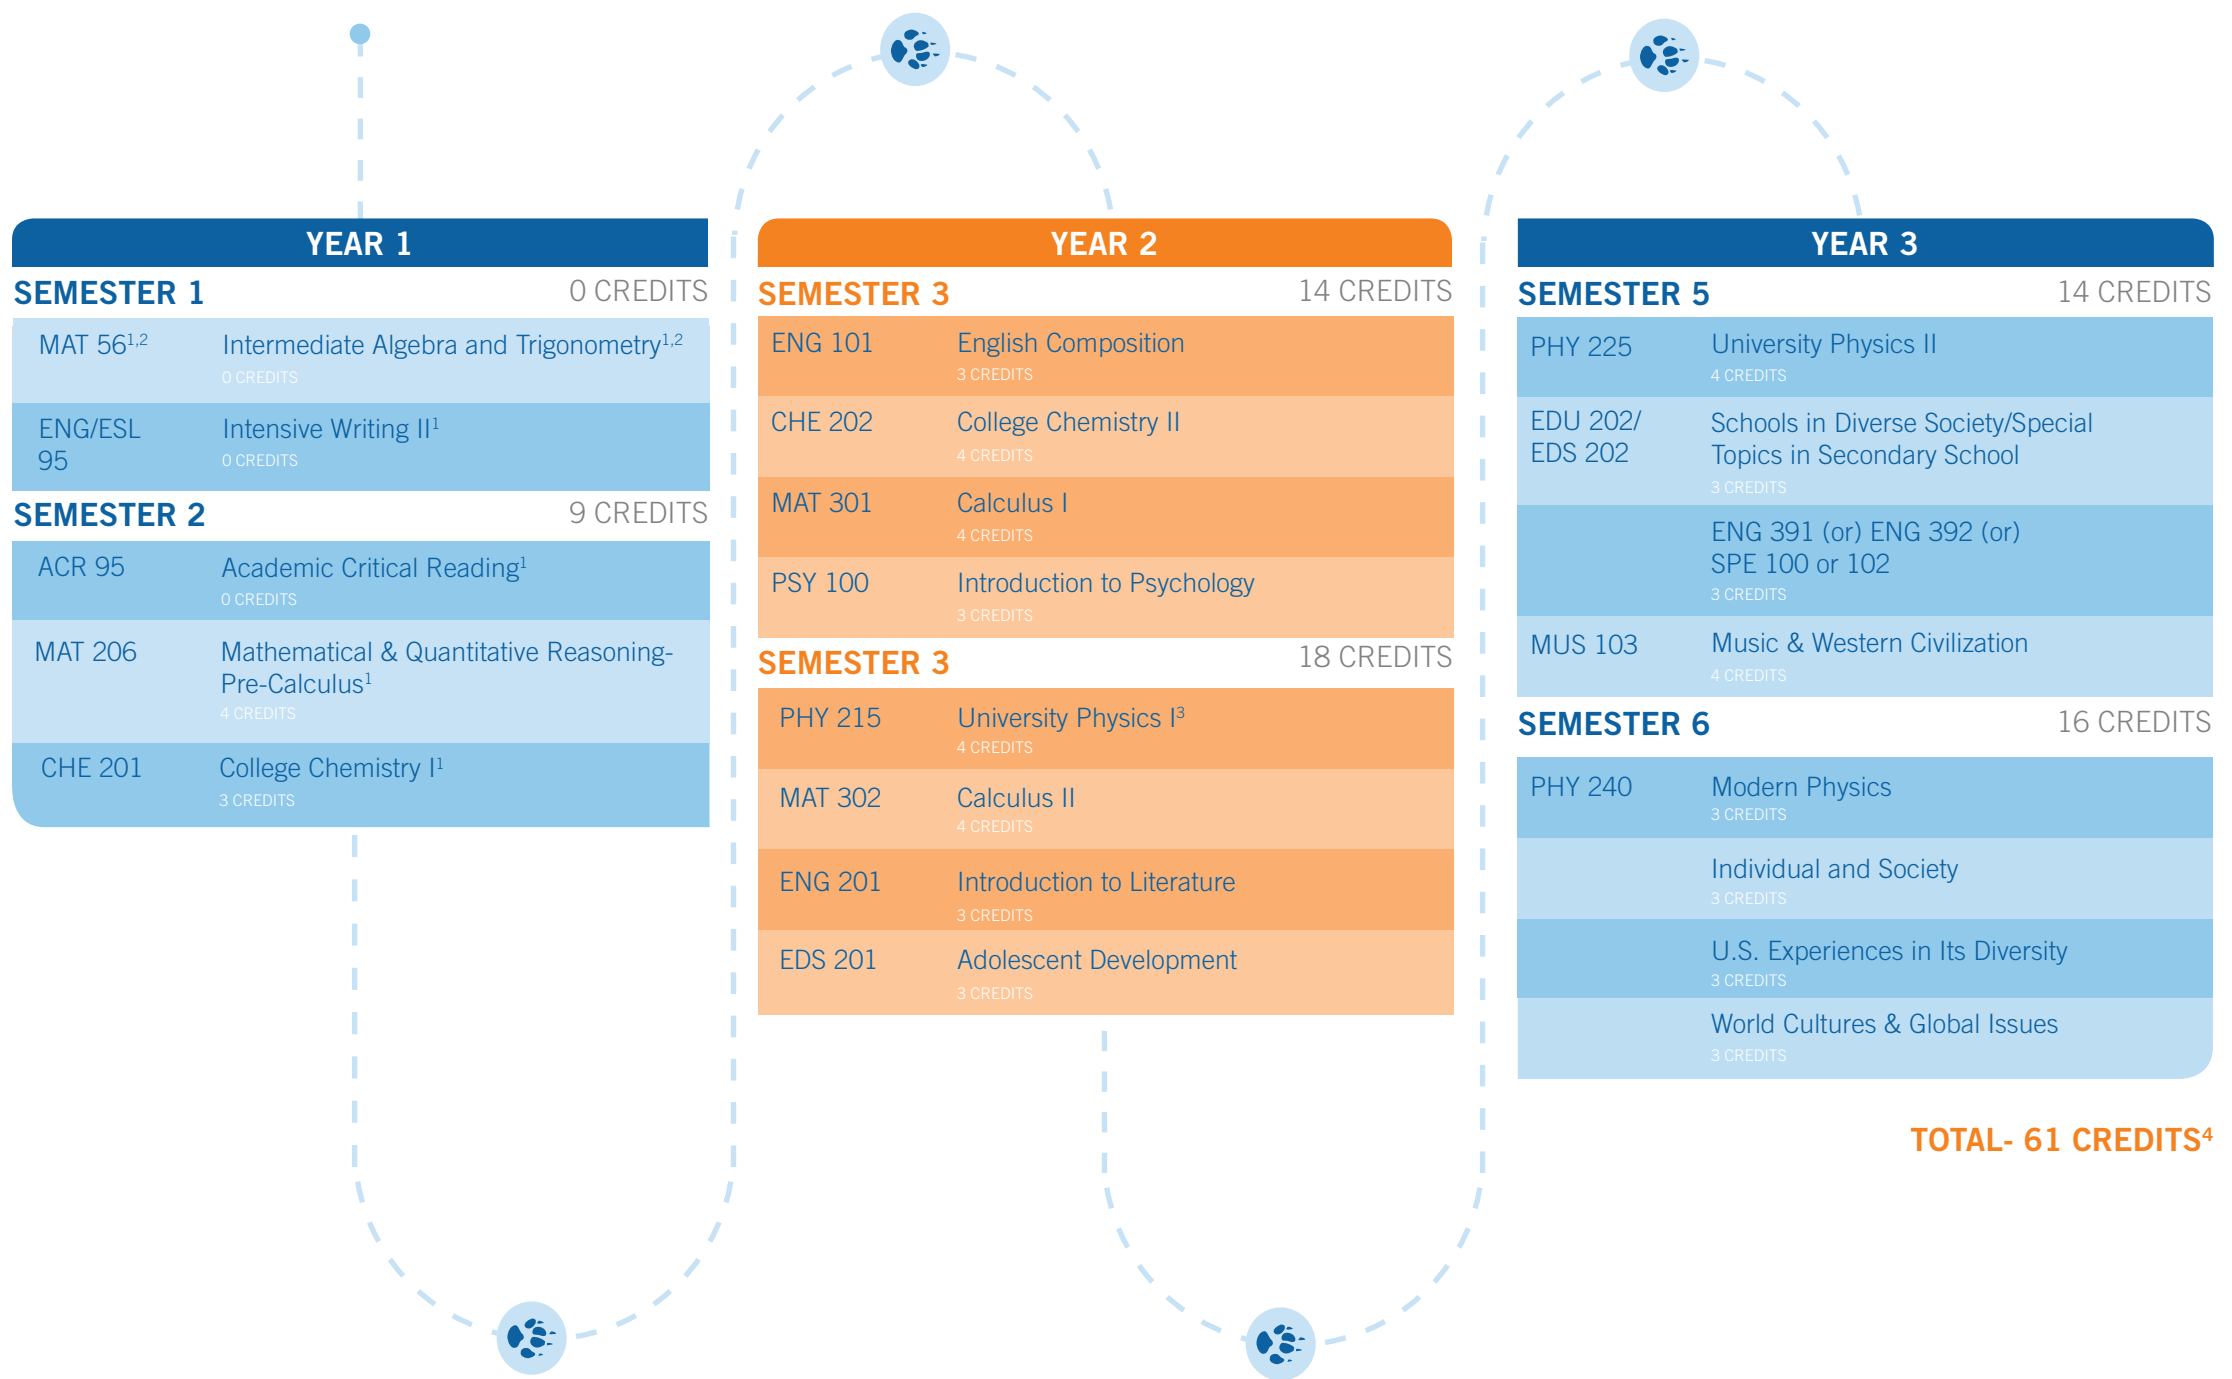 YEAR 1
SEMESTER 1 0 CREDITS
MAT 56¹,² Intermediate Algebra and Trigonometry¹,²
0 CREDITS
ENG/ESL Intensive Writing II¹
95 0 CREDITS
SEMESTER 2 9 CREDITS
ACR 95 Academic Critical Reading¹
0 CREDITS
MAT 206 Mathematical & Quantitative Reasoning-
Pre-Calculus¹
4 CREDITS
CHE 201 College Chemistry I¹
3 CREDITS
YEAR 2
SEMESTER 3 14 CREDITS
ENG 101 English Composition
3 CREDITS
CHE 202 College Chemistry II
4 CREDITS
MAT 301 Calculus I
4 CREDITS
PSY 100 Introduction to Psychology
3 CREDITS
SEMESTER 3 18 CREDITS
PHY 215 University Physics I³
4 CREDITS
MAT 302 Calculus II
4 CREDITS
ENG 201 Introduction to Literature
3 CREDITS
EDS 201 Adolescent Development
3 CREDITS
YEAR 3
SEMESTER 5 14 CREDITS
PHY 225 University Physics II
4 CREDITS
EDU 202/ Schools in Diverse Society/Special
EDS 202 Topics in Secondary School
3 CREDITS
ENG 391 (or) ENG 392 (or)
SPE 100 or 102
3 CREDITS
MUS 103 Music & Western Civilization
4 CREDITS
SEMESTER 6 16 CREDITS
PHY 240 Modern Physics
3 CREDITS
Individual and Society
3 CREDITS
U.S. Experiences in Its Diversity
3 CREDITS
World Cultures & Global Issues
3 CREDITS
TOTAL- 61 CREDITS⁴